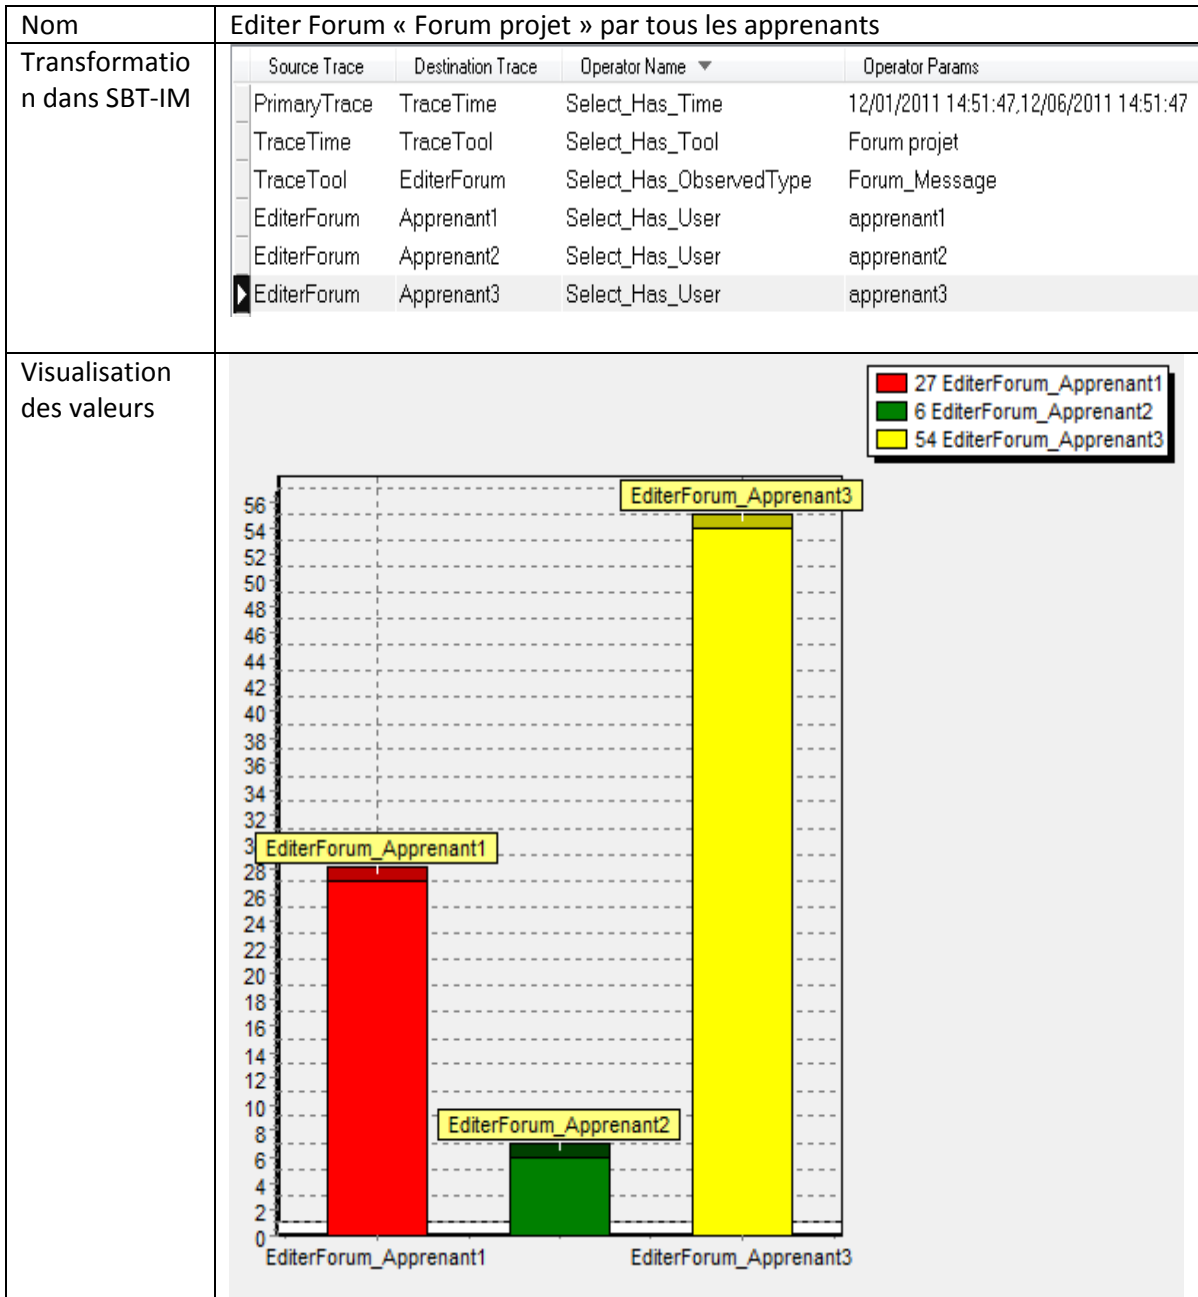 Nom Editer Forum « Forum projet » par tous les apprenants
Transformatio
n dans SBT-IM
Source Trace Destination Trace Operator Name Operator Params
PrimaryTrace TraceTime Select_Has_Time 12/01/2011 14:51:47,12/06/2011 14:51:47
TraceTime TraceTool Select_Has_Tool Forum projet
TraceTool EditerForum Select_Has_ObservedType Forum_Message
EditerForum Apprenant1 Select_Has_User apprenant1
EditerForum Apprenant2 Select_Has_User apprenant2
EditerForum Apprenant3 Select_Has_User apprenant3
Visualisation
des valeurs
27 EditerForum_Apprenant1
6 EditerForum_Apprenant2
54 EditerForum_Apprenant3
EditerForum_Apprenant3
56
54
52
50
48
46
44
42
40
38
36
34
32
3 EditerForum_Apprenant1
28
26
24
22
20
18
16
14
12
10
EditerForum_Apprenant2
8
6
4
2
0
EditerForum_Apprenant1 EditerForum_Apprenant3